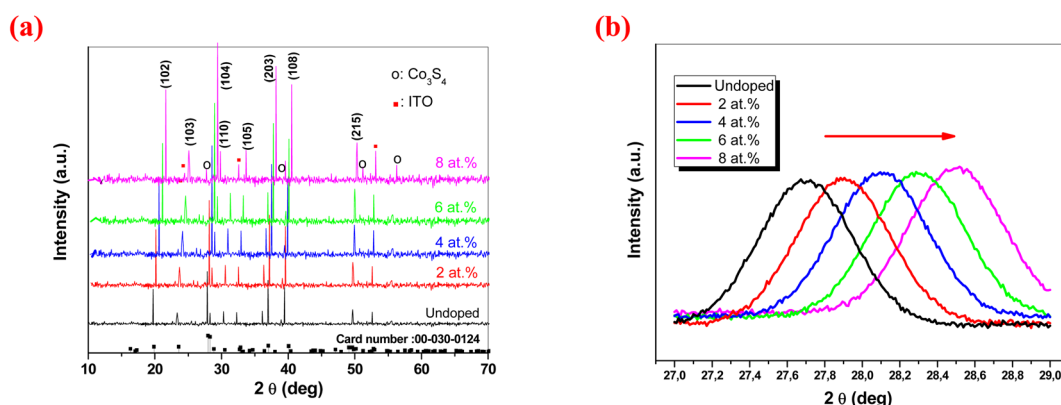 (a)
(b)
(102)
(103)
(104)
(110)
(105)
(203)
(108)
(215)
o: Co₃S₄
: ITO
o
o
o
o
8 at.%
6 at.%
4 at.%
2 at.%
Undoped
Card number :00-030-0124
Intensity (a.u.)
10 20 30 40 50 60 70
2 θ (deg)
Undoped
2 at.%
4 at.%
6 at.%
8 at.%
Intensity (a.u.)
27,0 27,2 27,4 27,6 27,8 28,0 28,2 28,4 28,6 28,8 29,0
2 θ (deg)